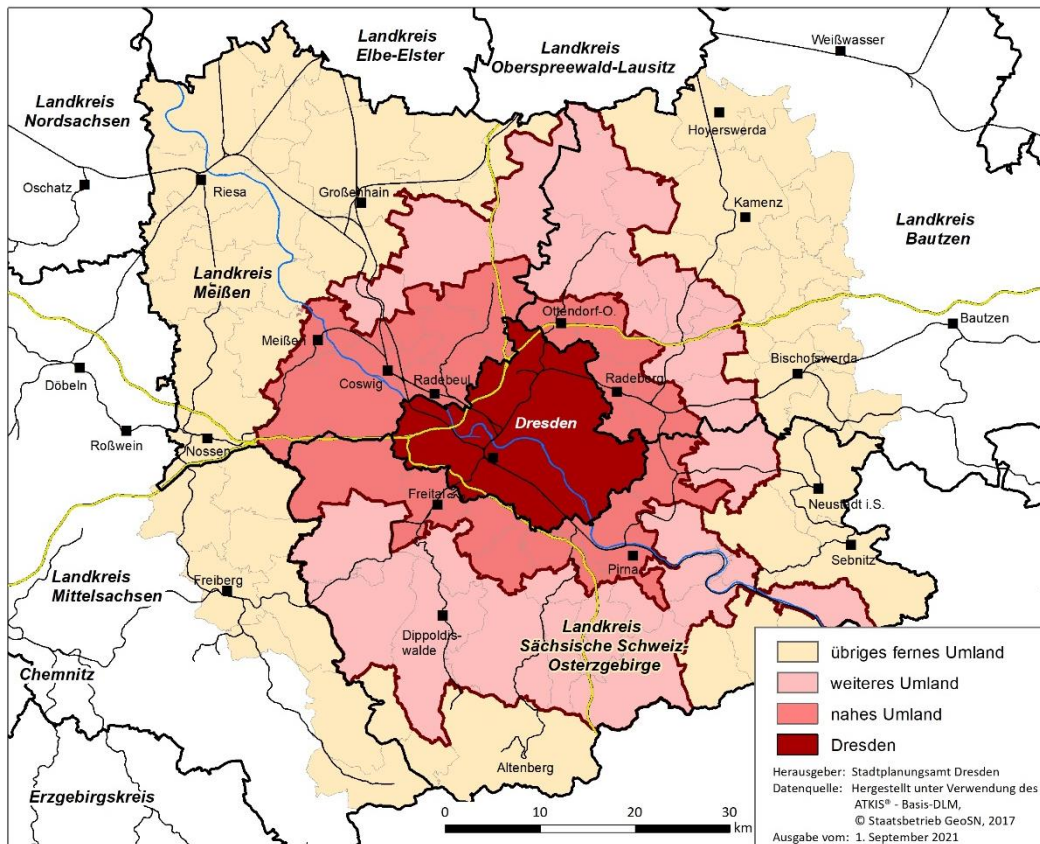 Landkreis
Elbe-Elster
Landkreis
Oberspreewald-Lausitz
Weißwasser
Landkreis
Nordsachsen
Hoyerswerda
Oschatz
Riesa
Großenhain
Kamenz
Landkreis
Bautzen
Landkreis
Meißen
Ottendorf-O.
Bautzen
Meißen
Bischofswerda
Döbeln
Coswig
Radebeul
Radeberg
Dresden
Roßwein
Nossen
Freital
Neustadt i.S.
Sebnitz
Pirna
Landkreis
Mittelsachsen
Freiberg
Dippoldis-
walde
Landkreis
Sächsische Schweiz-
Osterzgebirge
Chemnitz
Altenberg
Erzgebirgskreis
0 10 20 30
km
übriges fernes Umland
weiteres Umland
nahes Umland
Dresden
Herausgeber: Stadtplanungsamt Dresden
Datenquelle: Hergestellt unter Verwendung des
ATKIS® - Basis-DLM,
© Staatsbetrieb GeoSN, 2017
Ausgabe vom: 1. September 2021